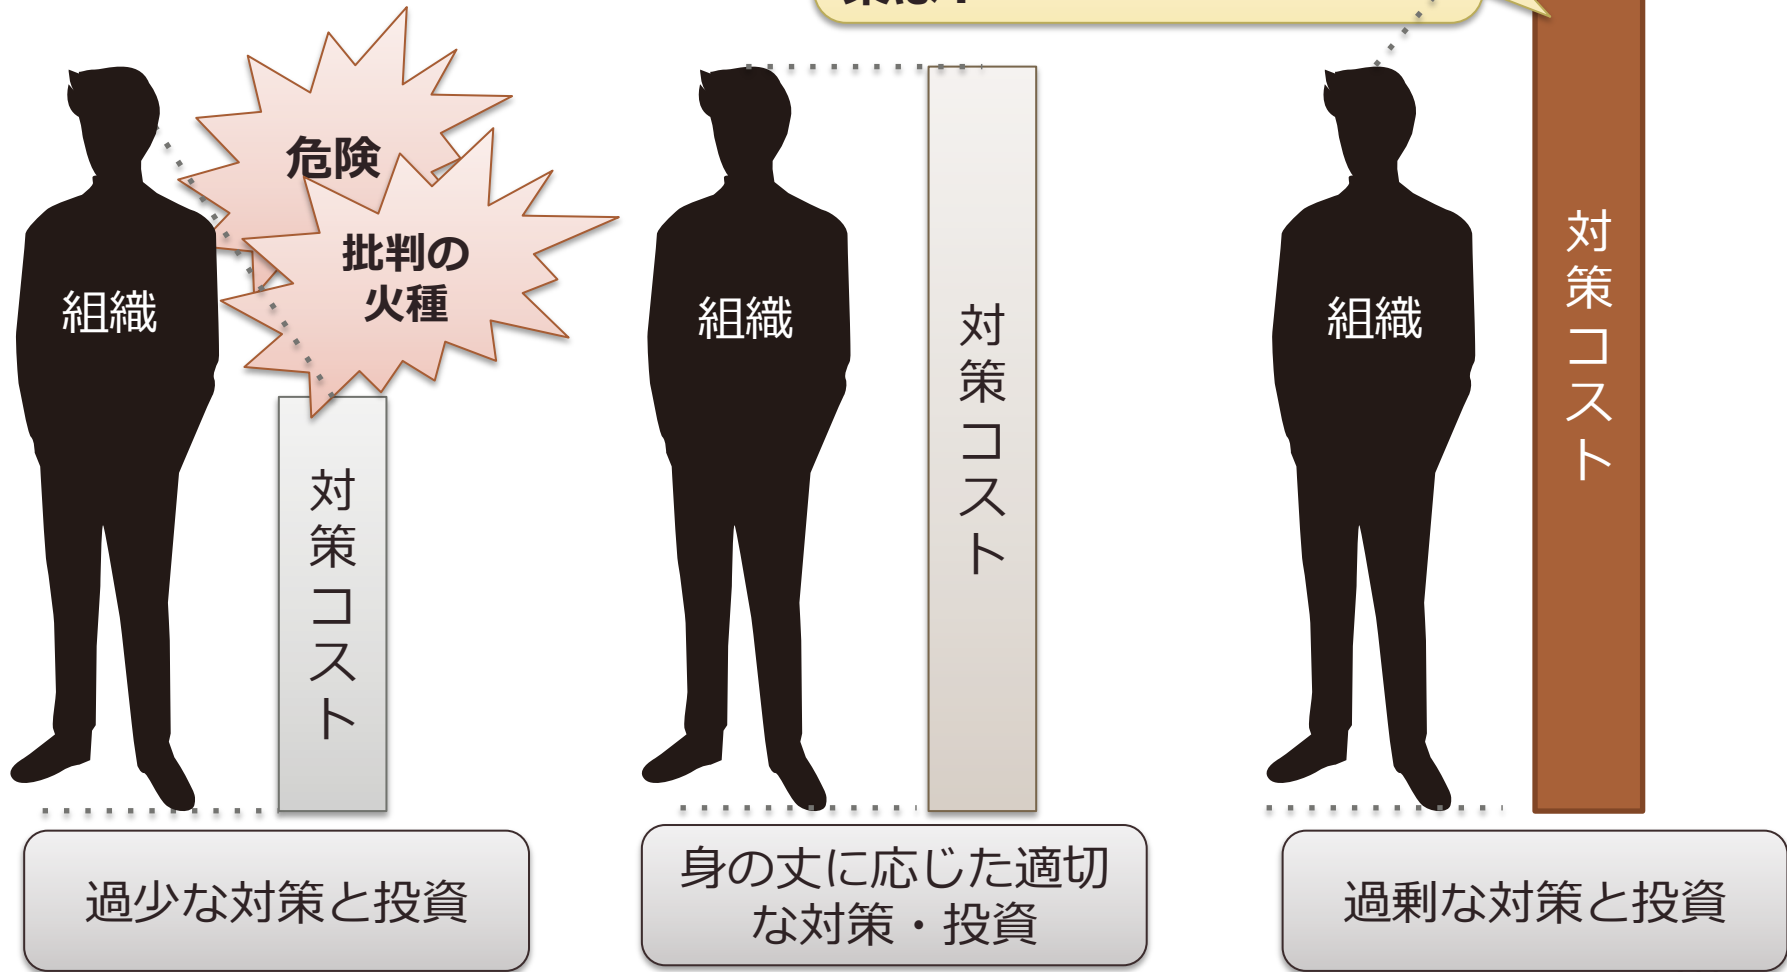 危険
批判の
火種
組織
対策コスト
過少な対策と投資
組織
対策コスト
身の丈に応じた適切
な対策・投資
組織
対策コスト
過剰な対策と投資